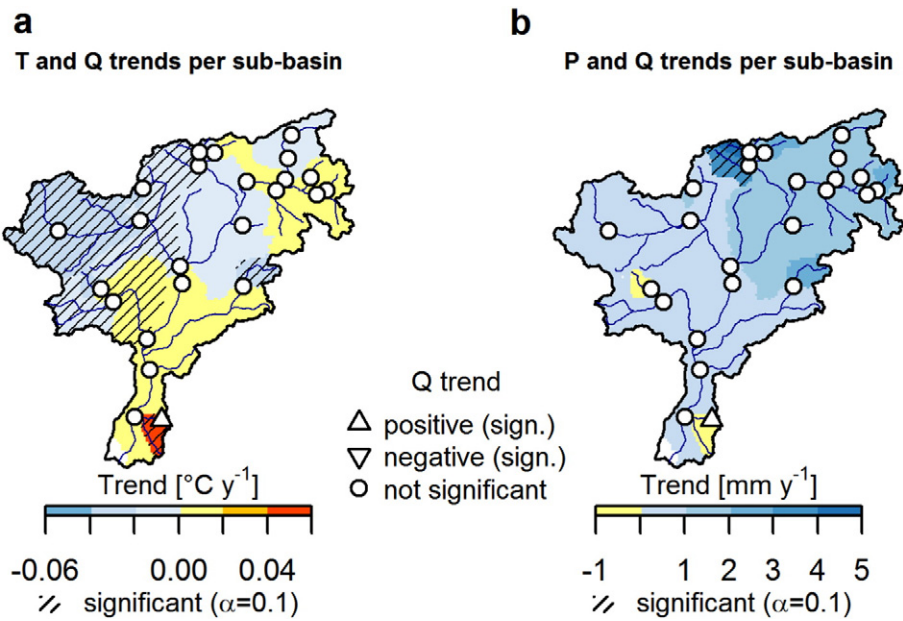 a
T and Q trends per sub-basin
b
P and Q trends per sub-basin
Q trend
positive (sign.)
negative (sign.)
not significant
Trend [°C y⁻¹]
-0.06 0.00 0.04
significant (α=0.1)
Trend [mm y⁻¹]
-1 1 2 3 4 5
significant (α=0.1)